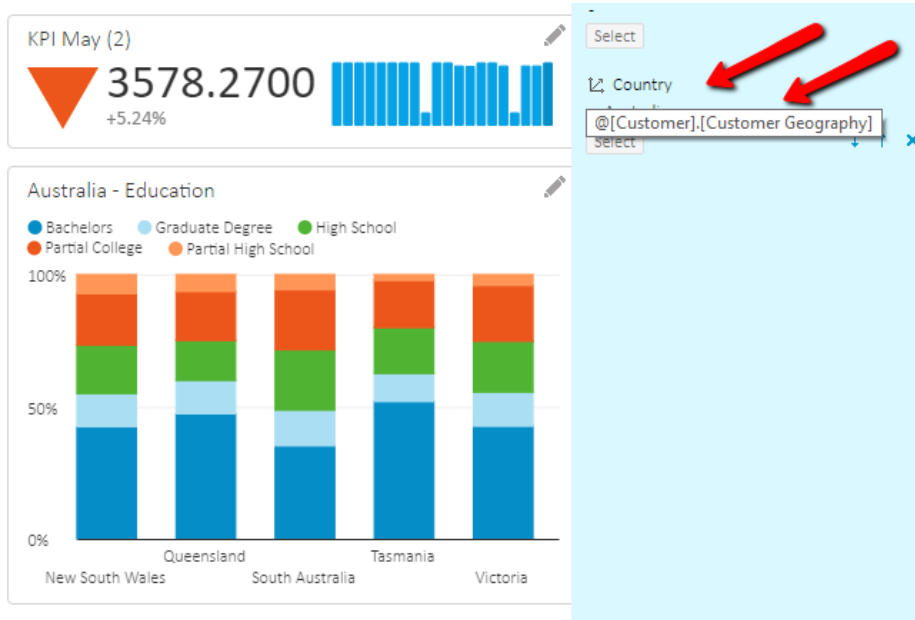 KPI May (2)
3578.2700
+5.24%
Australia - Education
Bachelors Graduate Degree High School
Partial College Partial High School
100%
50%
0%
Queensland Tasmania
New South Wales South Australia Victoria
-
Select
Country
@[Customer].[Customer Geography]
Select